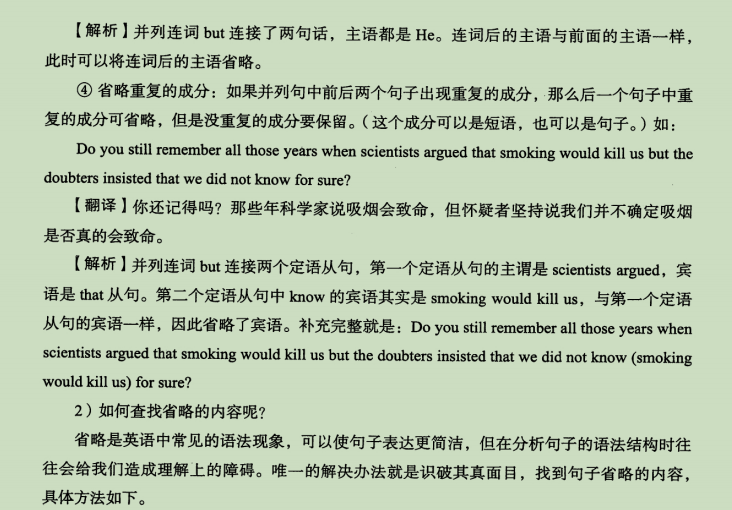 【解析】并列连词 but 连接了两句话，主语都是 He。连词后的主语与前面的主语一样，
此时可以将连词后的主语省略。
④ 省略重复的成分：如果并列句中前后两个句子出现重复的成分，那么后一个句子中重
复的成分可省略，但是没重复的成分要保留。（这个成分可以是短语，也可以是句子。）如：
Do you still remember all those years when scientists argued that smoking would kill us but the
doubters insisted that we did not know for sure?
【翻译】你还记得吗？那些年科学家说吸烟会致命，但怀疑者坚持说我们并不确定吸烟
是否真的会致命。
【解析】并列连词 but 连接两个定语从句，第一个定语从句的主谓是 scientists argued，宾
语是 that 从句。第二个定语从句中 know 的宾语其实是 smoking would kill us，与第一个定语
从句的宾语一样，因此省略了宾语。补充完整就是：Do you still remember all those years when
scientists argued that smoking would kill us but the doubters insisted that we did not know (smoking
would kill us) for sure?
2）如何查找省略的内容呢？
省略是英语中常见的语法现象，可以使句子表达更简洁，但在分析句子的语法结构时往
往会给我们造成理解上的障碍。唯一的解决办法就是识破其真面目，找到句子省略的内容，
具体方法如下。